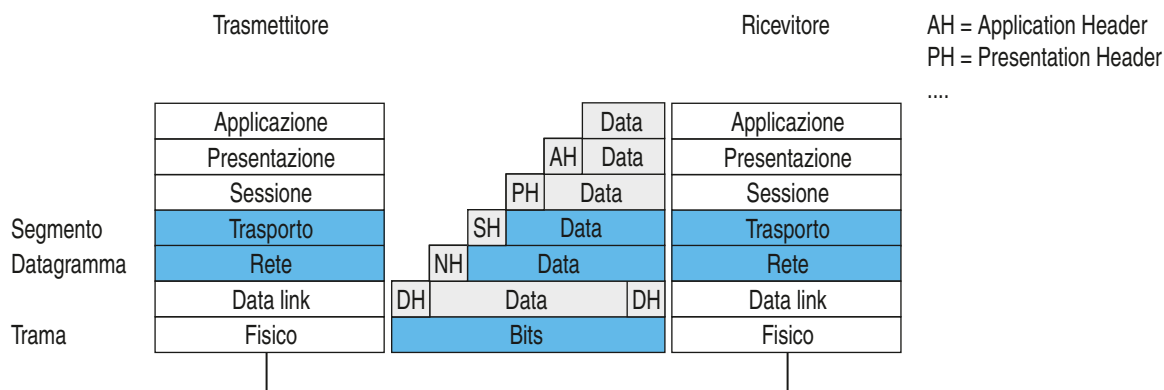 Trasmettitore Ricevitore AH = Application Header
PH = Presentation Header
....
Applicazione Data Applicazione
Presentazione AH Data Presentazione
Sessione PH Data Sessione
Segmento Trasporto SH Data Trasporto
Datagramma Rete NH Data Rete
Data link DH Data DH Data link
Trama Fisico Bits Fisico